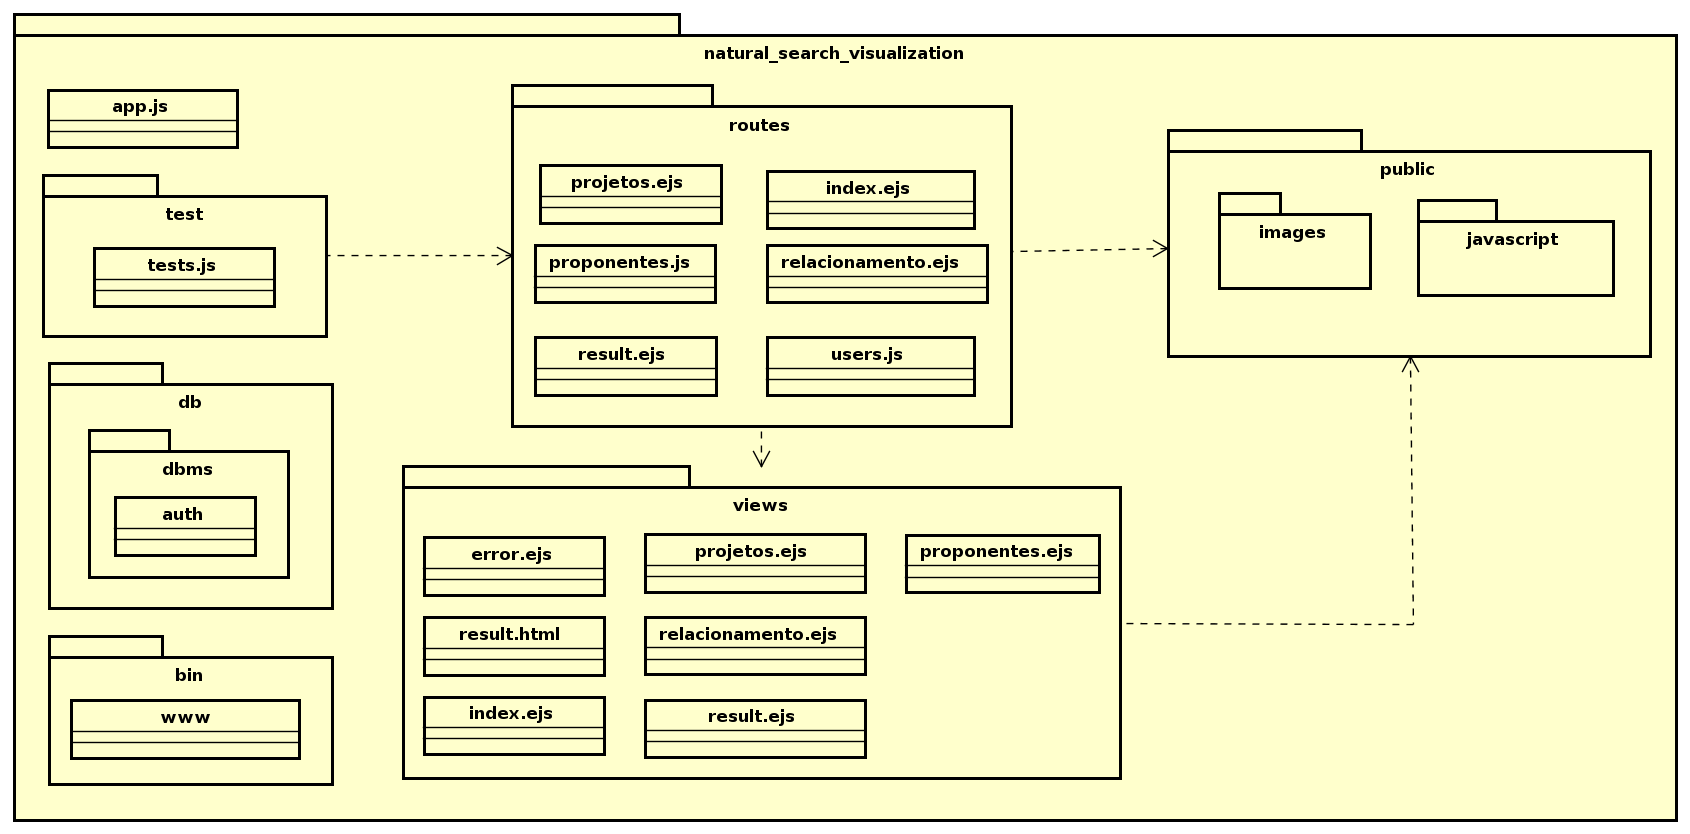 natural_search_visualization
app.js
test
tests.js
db
dbms
auth
bin
www
routes
projetos.ejs
index.ejs
proponentes.js
relacionamento.ejs
result.ejs
users.js
public
images
javascript
views
error.ejs
projetos.ejs
proponentes.ejs
result.html
relacionamento.ejs
index.ejs
result.ejs